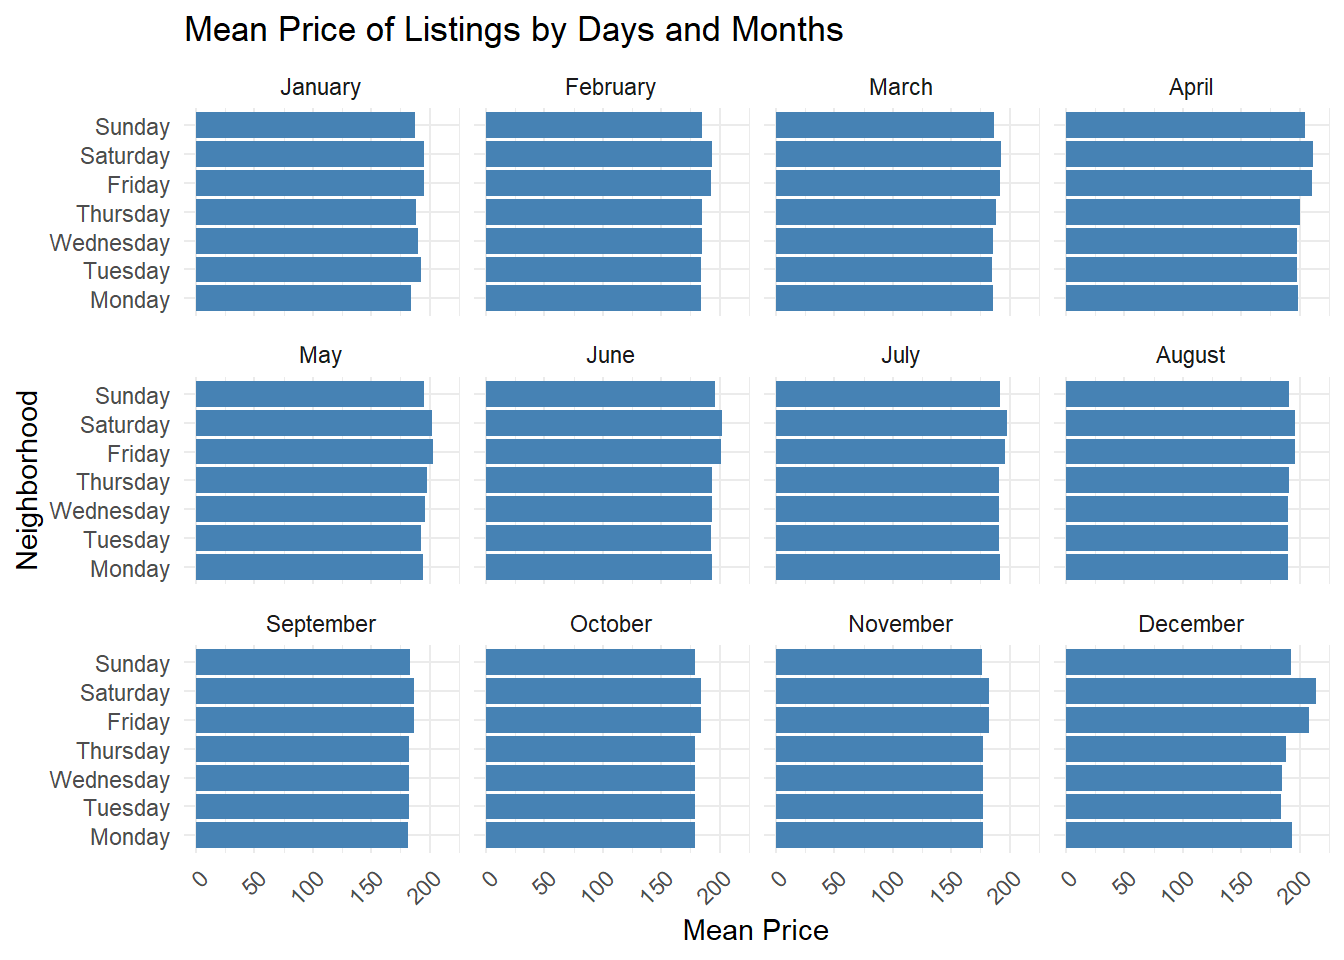 Mean Price of Listings by Days and Months
January
February
March
April
Sunday
Saturday
Friday
Thursday
Wednesday
Tuesday
Monday
May
June
July
August
Sunday
Saturday
Friday
Thursday
Wednesday
Tuesday
Monday
Neighborhood
September
October
November
December
Sunday
Saturday
Friday
Thursday
Wednesday
Tuesday
Monday
0 50 100 150 200
0 50 100 150 200
0 50 100 150 200
0 50 100 150 200
Mean Price